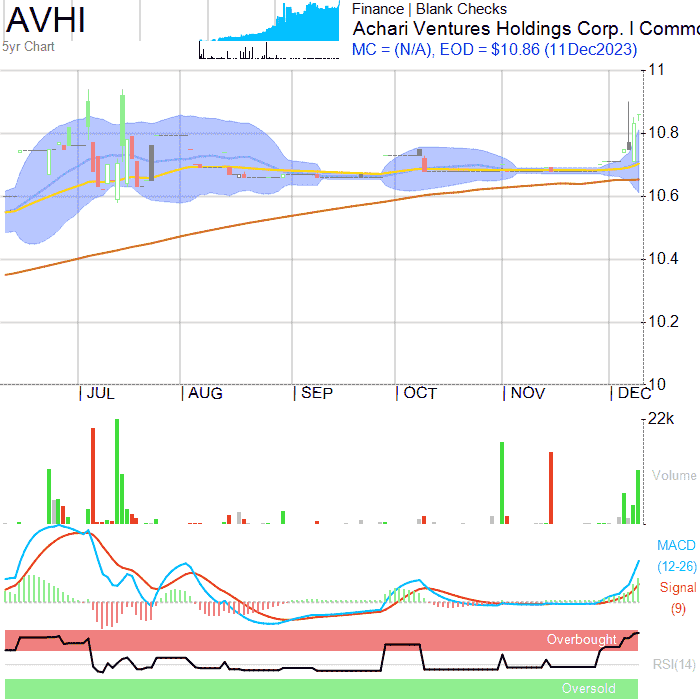 AVHI
5yr Chart
Finance | Blank Checks
Achari Ventures Holdings Corp. I Commo
MC = (N/A), EOD = $10.86 (11Dec2023)
11
10.8
10.6
10.4
10.2
10
JUL
AUG
SEP
OCT
NOV
DEC
22k
Volume
MACD
(12-26)
Signal
(9)
Overbought
RSI(14)
Oversold